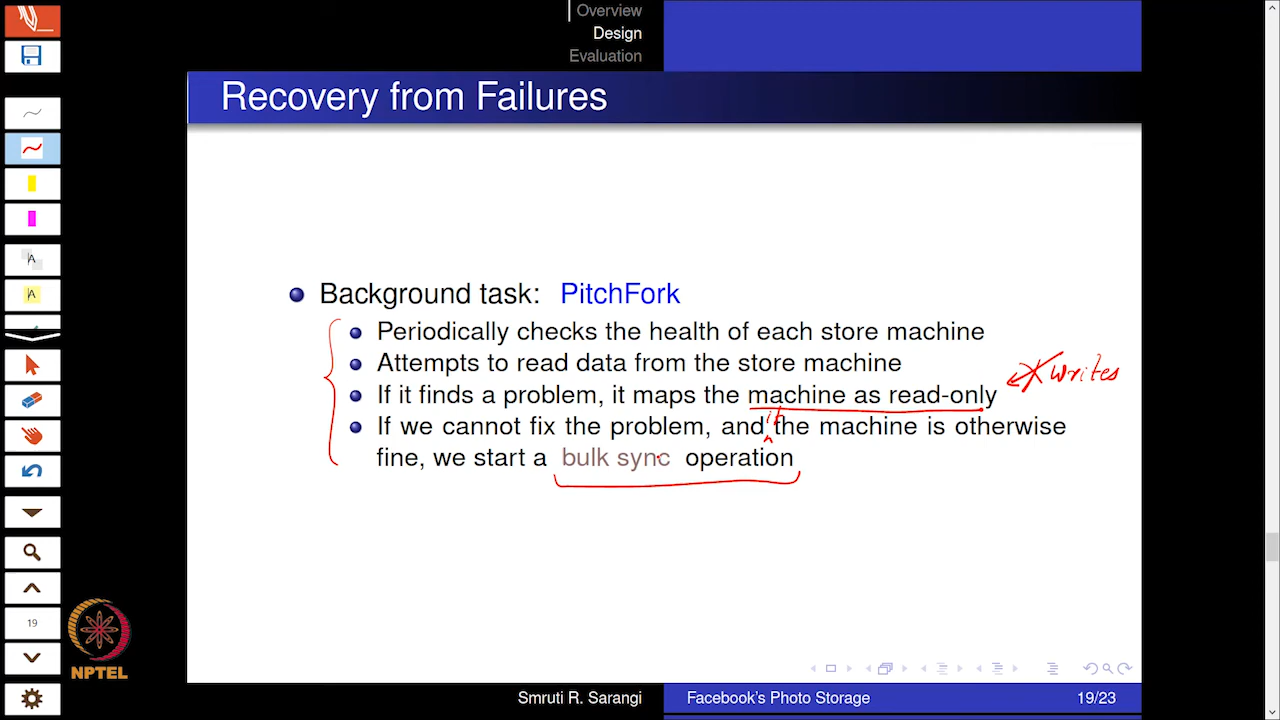 Overview
Design
Evaluation
Recovery from Failures
Background task: PitchFork
Periodically checks the health of each store machine
Attempts to read data from the store machine
If it finds a problem, it maps the machine as read-only
writes
If we cannot fix the problem, and if the machine is otherwise
fine, we start a bulk sync operation
A
A
19
NPTEL
Smruti R. Sarangi Facebook's Photo Storage 19/23